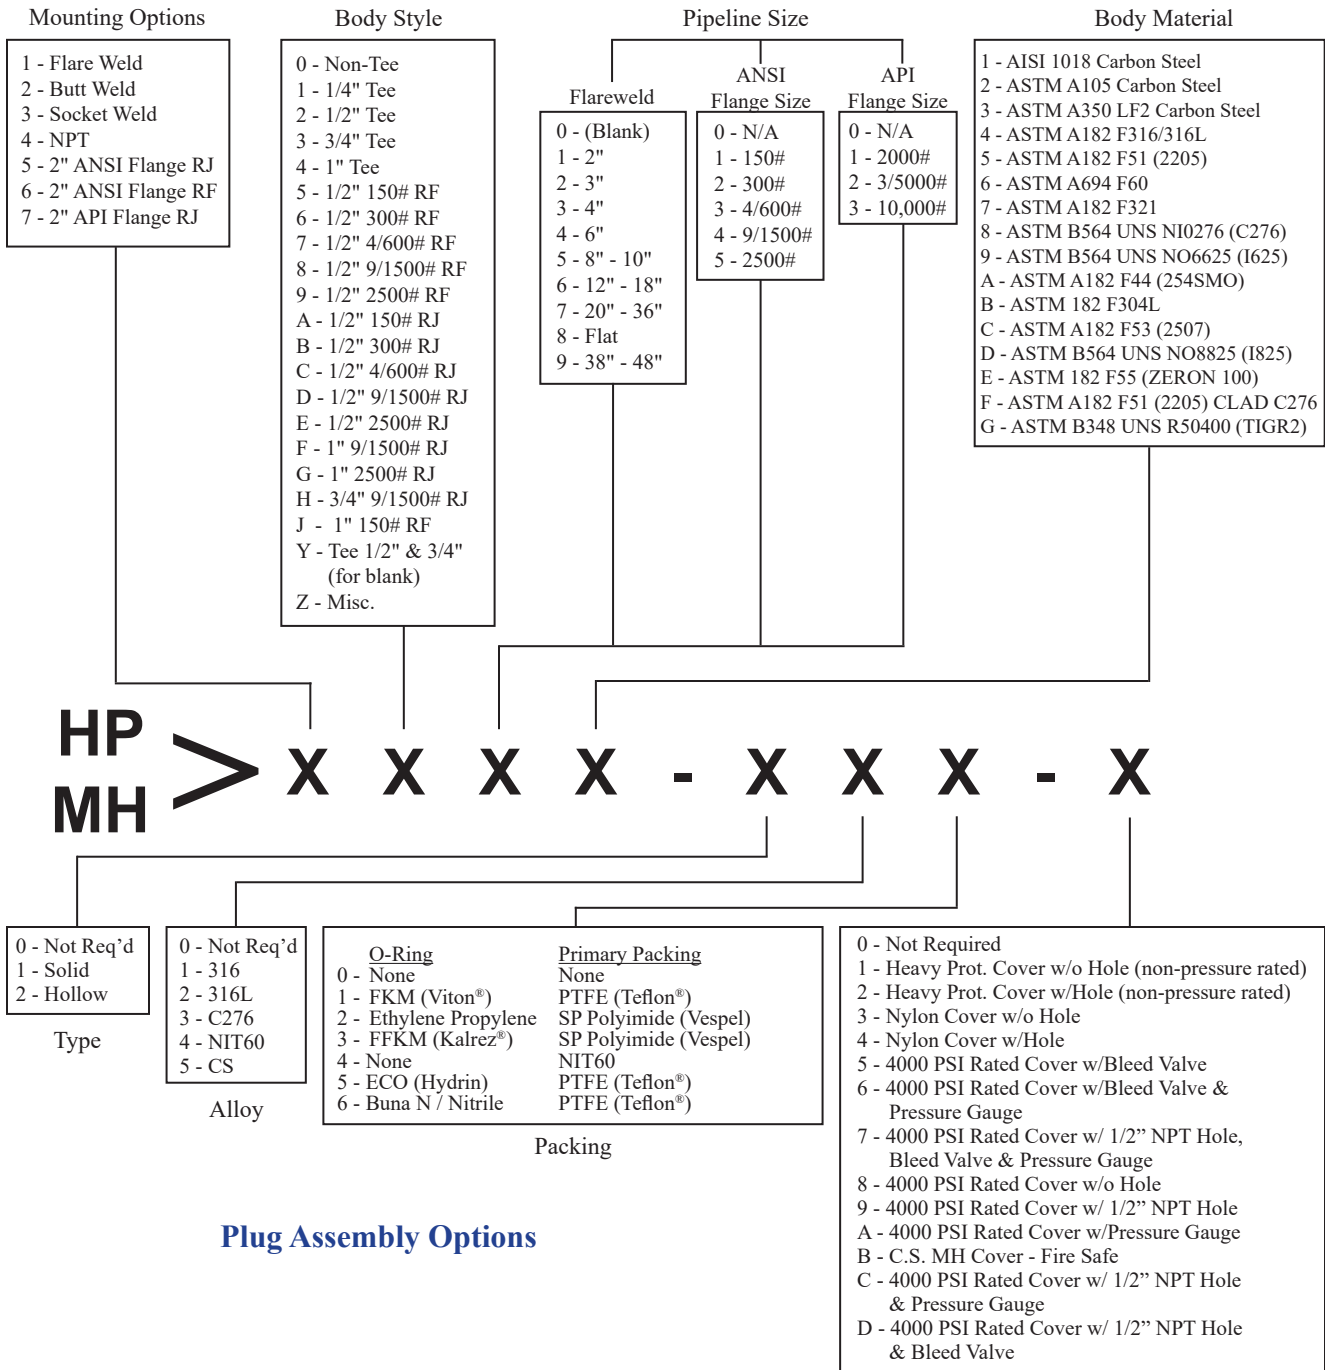 Mounting Options
1 - Flare Weld
2 - Butt Weld
3 - Socket Weld
4 - NPT
5 - 2" ANSI Flange RJ
6 - 2" ANSI Flange RF
7 - 2" API Flange RJ
Body Style
0 - Non-Tee
1 - 1/4" Tee
2 - 1/2" Tee
3 - 3/4" Tee
4 - 1" Tee
5 - 1/2" 150# RF
6 - 1/2" 300# RF
7 - 1/2" 4/600# RF
8 - 1/2" 9/1500# RF
9 - 1/2" 2500# RF
A - 1/2" 150# RJ
B - 1/2" 300# RJ
C - 1/2" 4/600# RJ
D - 1/2" 9/1500# RJ
E - 1/2" 2500# RJ
F - 1" 9/1500# RJ
G - 1" 2500# RJ
H - 3/4" 9/1500# RJ
J - 1" 150# RF
Y - Tee 1/2" & 3/4"
(for blank)
Z - Misc.
Pipeline Size
Flareweld
0 - (Blank)
1 - 2"
2 - 3"
3 - 4"
4 - 6"
5 - 8" - 10"
6 - 12" - 18"
7 - 20" - 36"
8 - Flat
9 - 38" - 48"
ANSI
Flange Size
0 - N/A
1 - 150#
2 - 300#
3 - 4/600#
4 - 9/1500#
5 - 2500#
API
Flange Size
0 - N/A
1 - 2000#
2 - 3/5000#
3 - 10,000#
Body Material
1 - AISI 1018 Carbon Steel
2 - ASTM A105 Carbon Steel
3 - ASTM A350 LF2 Carbon Steel
4 - ASTM A182 F316/316L
5 - ASTM A182 F51 (2205)
6 - ASTM A694 F60
7 - ASTM A182 F321
8 - ASTM B564 UNS NI0276 (C276)
9 - ASTM B564 UNS NO6625 (I625)
A - ASTM A182 F44 (254SMO)
B - ASTM 182 F304L
C - ASTM A182 F53 (2507)
D - ASTM B564 UNS NO8825 (I825)
E - ASTM 182 F55 (ZERON 100)
F - ASTM A182 F51 (2205) CLAD C276
G - ASTM B348 UNS R50400 (TIGR2)
HP
MH
> X X X X - X X X - X
0 - Not Req’d
1 - Solid
2 - Hollow
Type
0 - Not Req’d
1 - 316
2 - 316L
3 - C276
4 - NIT60
5 - CS
Alloy
O-Ring Primary Packing
0 - None None
1 - FKM (Viton®) PTFE (Teflon®)
2 - Ethylene Propylene SP Polyimide (Vespel)
3 - FFKM (Kalrez®) SP Polyimide (Vespel)
4 - None NIT60
5 - ECO (Hydrin) PTFE (Teflon®)
6 - Buna N / Nitrile PTFE (Teflon®)
Packing
0 - Not Required
1 - Heavy Prot. Cover w/o Hole (non-pressure rated)
2 - Heavy Prot. Cover w/Hole (non-pressure rated)
3 - Nylon Cover w/o Hole
4 - Nylon Cover w/Hole
5 - 4000 PSI Rated Cover w/Bleed Valve
6 - 4000 PSI Rated Cover w/Bleed Valve &
Pressure Gauge
7 - 4000 PSI Rated Cover w/ 1/2” NPT Hole,
Bleed Valve & Pressure Gauge
8 - 4000 PSI Rated Cover w/o Hole
9 - 4000 PSI Rated Cover w/ 1/2” NPT Hole
A - 4000 PSI Rated Cover w/Pressure Gauge
B - C.S. MH Cover - Fire Safe
C - 4000 PSI Rated Cover w/ 1/2” NPT Hole
& Pressure Gauge
D - 4000 PSI Rated Cover w/ 1/2” NPT Hole
& Bleed Valve
Plug Assembly Options